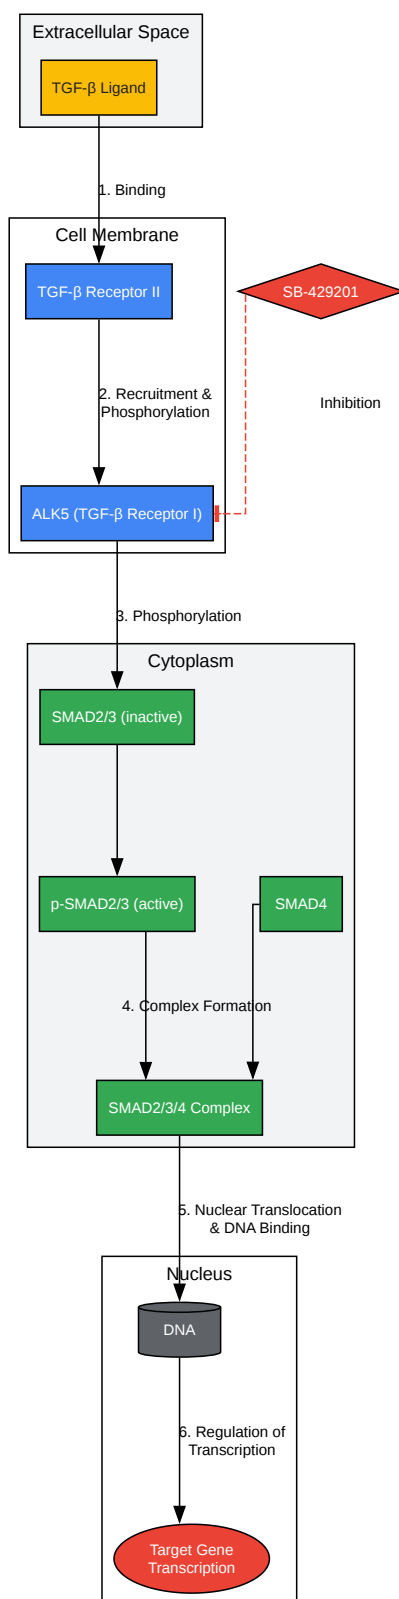 Extracellular Space
TGF-β Ligand
1. Binding
Cell Membrane
TGF-β Receptor II
SB-429201
2. Recruitment &
Phosphorylation
Inhibition
ALK5 (TGF-β Receptor I)
3. Phosphorylation
Cytoplasm
SMAD2/3 (inactive)
p-SMAD2/3 (active)
SMAD4
4. Complex Formation
SMAD2/3/4 Complex
5. Nuclear Translocation
& DNA Binding
Nucleus
DNA
6. Regulation of
Transcription
Target Gene
Transcription